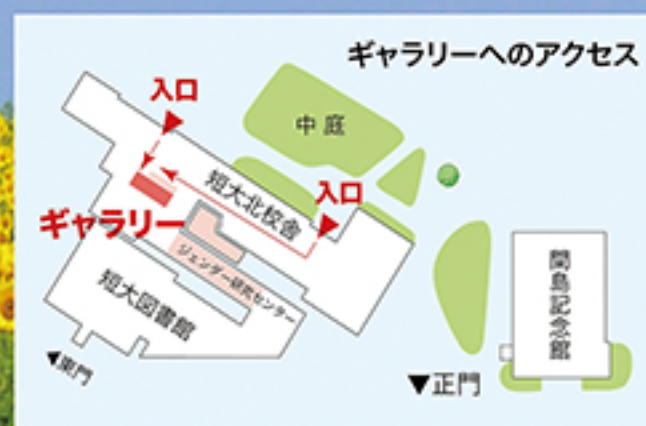 ギャラリーへのアクセス
入口
中庭
短大北校舎
入口
ギャラリー
ジェンダー研究センター
短大図書館
間島記念館
◀東門
▼正門